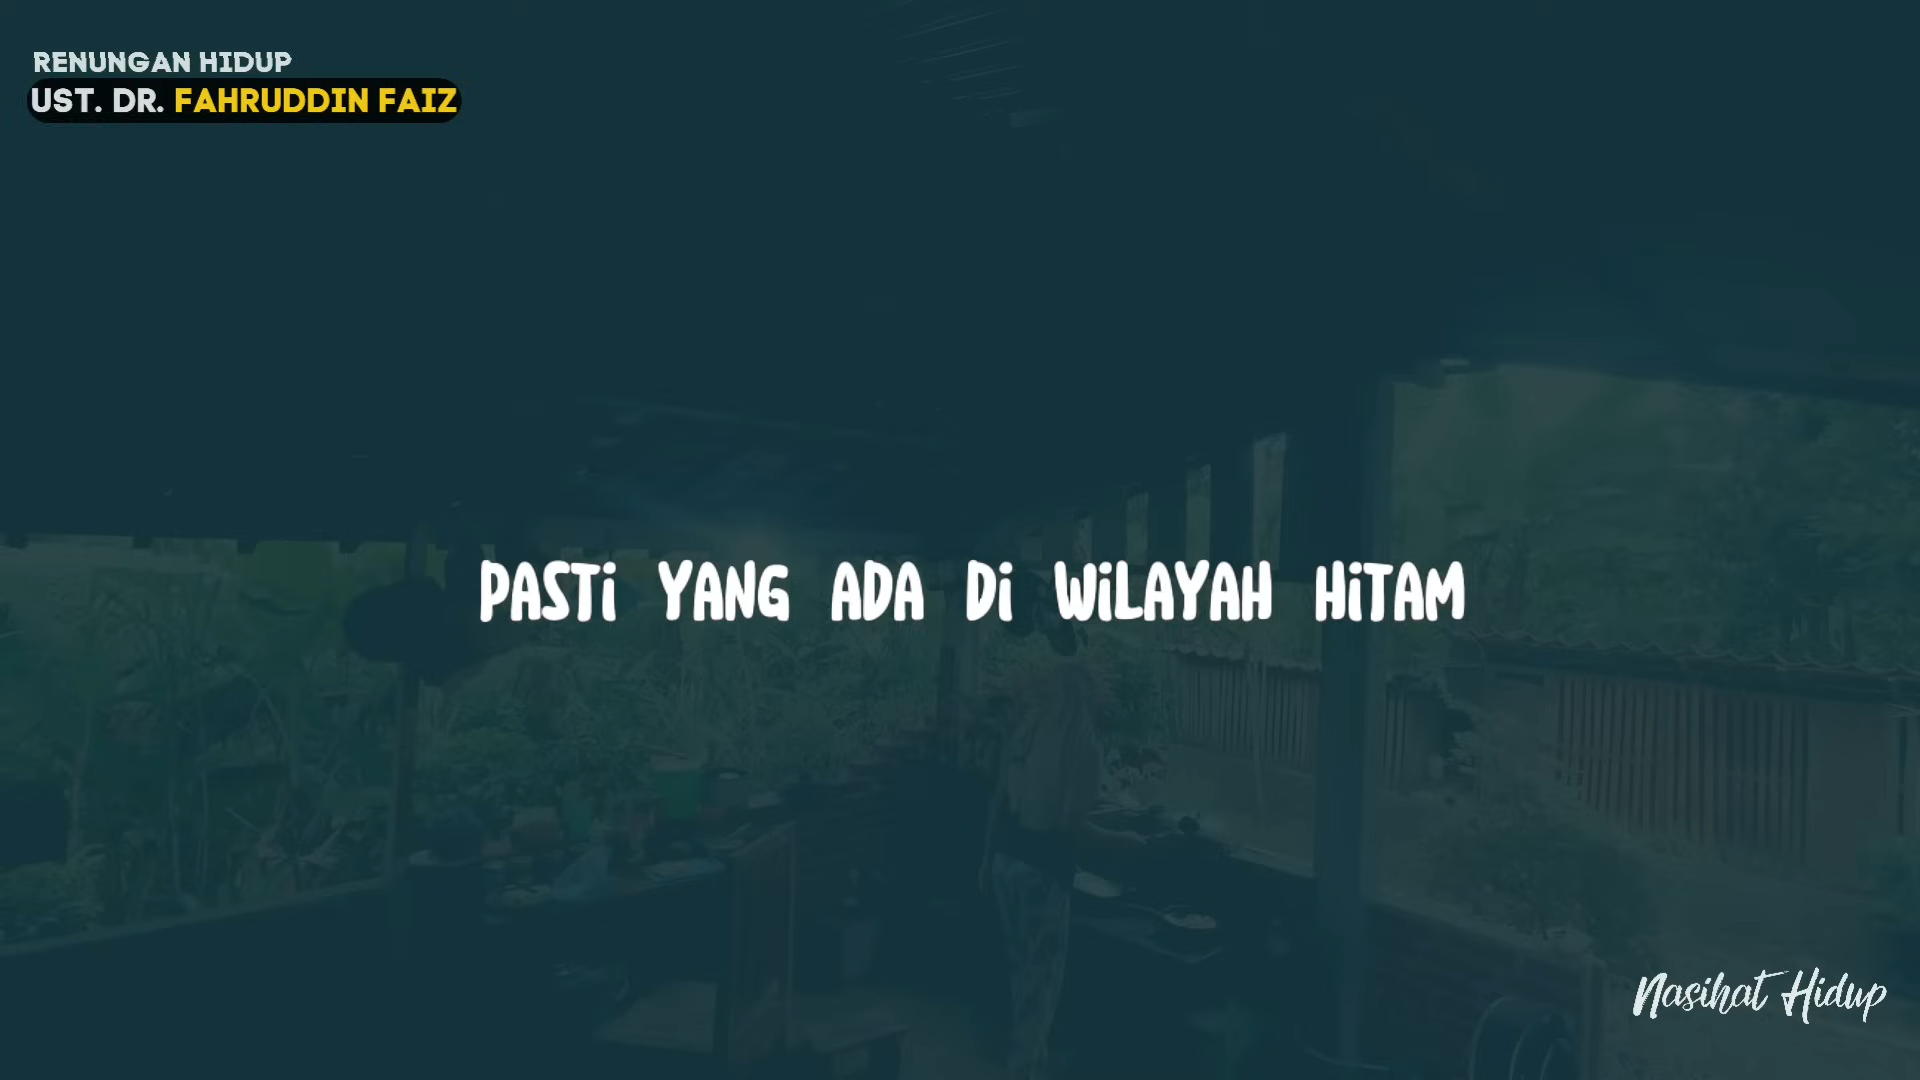 RENUNGAN HIDUP
UST. DR. FAHRUDDIN FAIZ
PASTi YANG ADA Di WiLAYAH HiTAM
Nasihat Hidup